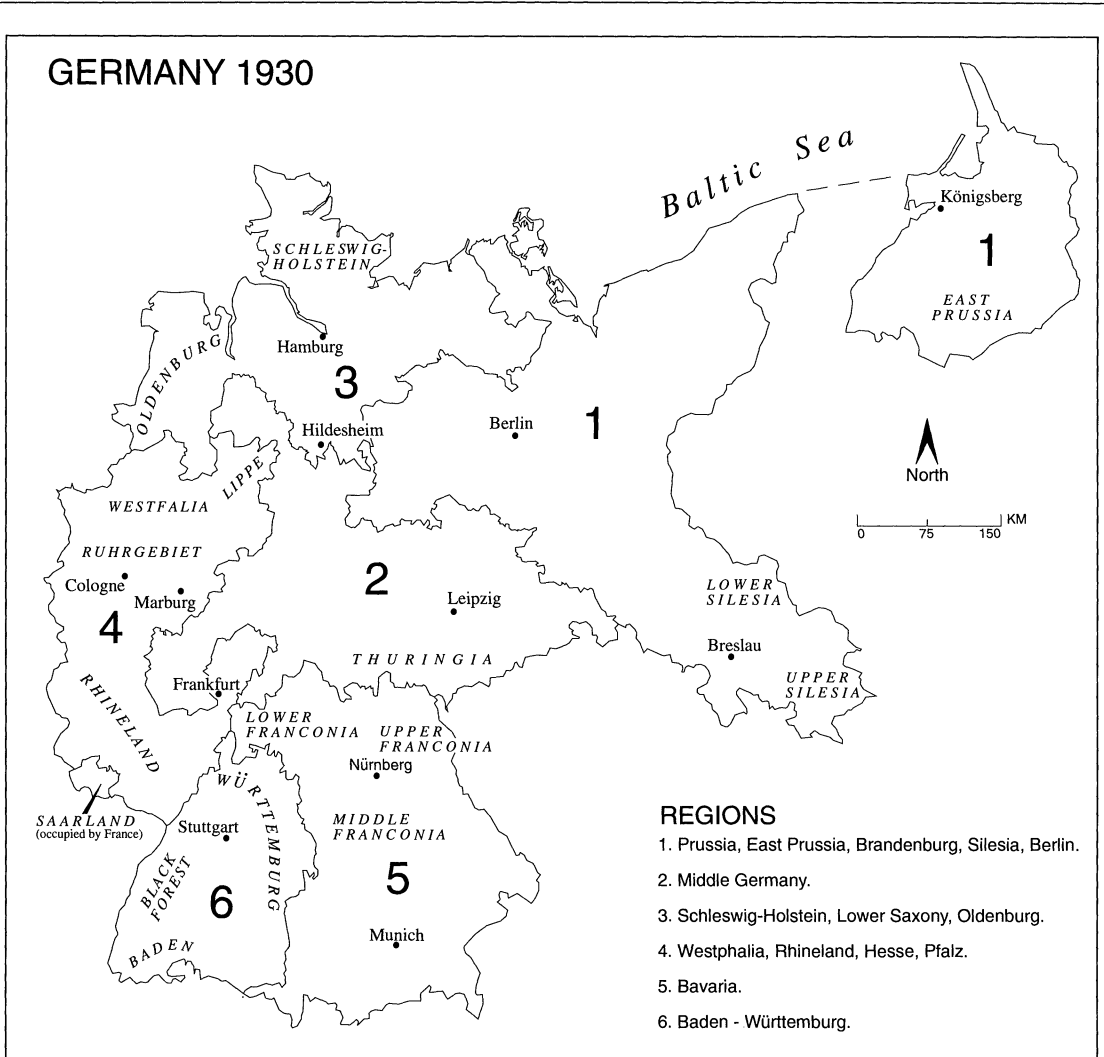 GERMANY 1930
Baltic Sea
Königsberg
1
EAST
PRUSSIA
SCHLESWIG-
HOLSTEIN
Hamburg
OLDENBURG
3
Hildesheim
Berlin
1
North
LIPPE
WESTFALIA
KM
0 75 150
RUHRGEBIET
Cologne
Marburg
4
2
Leipzig
LOWER
SILESIA
THURINGIA
Breslau
UPPER
SILESIA
Frankfurt
RHINELAND
LOWER
FRANCONIA
UPPER
FRANCONIA
Nürnberg
WÜRTTEMBURG
SAARLAND
(occupied by France)
Stuttgart
MIDDLE
FRANCONIA
BLACK
FOREST
6
5
BADEN
Munich
REGIONS
1. Prussia, East Prussia, Brandenburg, Silesia, Berlin.
2. Middle Germany.
3. Schleswig-Holstein, Lower Saxony, Oldenburg.
4. Westphalia, Rhineland, Hesse, Pfalz.
5. Bavaria.
6. Baden - Württemburg.